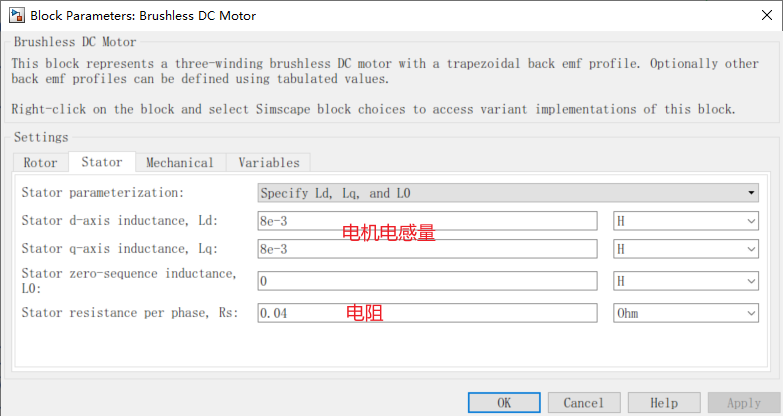 Block Parameters: Brushless DC Motor
Brushless DC Motor
This block represents a three-winding brushless DC motor with a trapezoidal back emf profile. Optionally other
back emf profiles can be defined using tabulated values.
Right-click on the block and select Simscape block choices to access variant implementations of this block.
Settings
Rotor Stator Mechanical Variables
Stator parameterization: Specify Ld, Lq, and L0
Stator d-axis inductance, Ld: 8e-3 H
电机电感量
Stator q-axis inductance, Lq: 8e-3 H
Stator zero-sequence inductance,
L0: 0 H
Stator resistance per phase, Rs: 0.04 电阻 Ohm
OK Cancel Help Apply